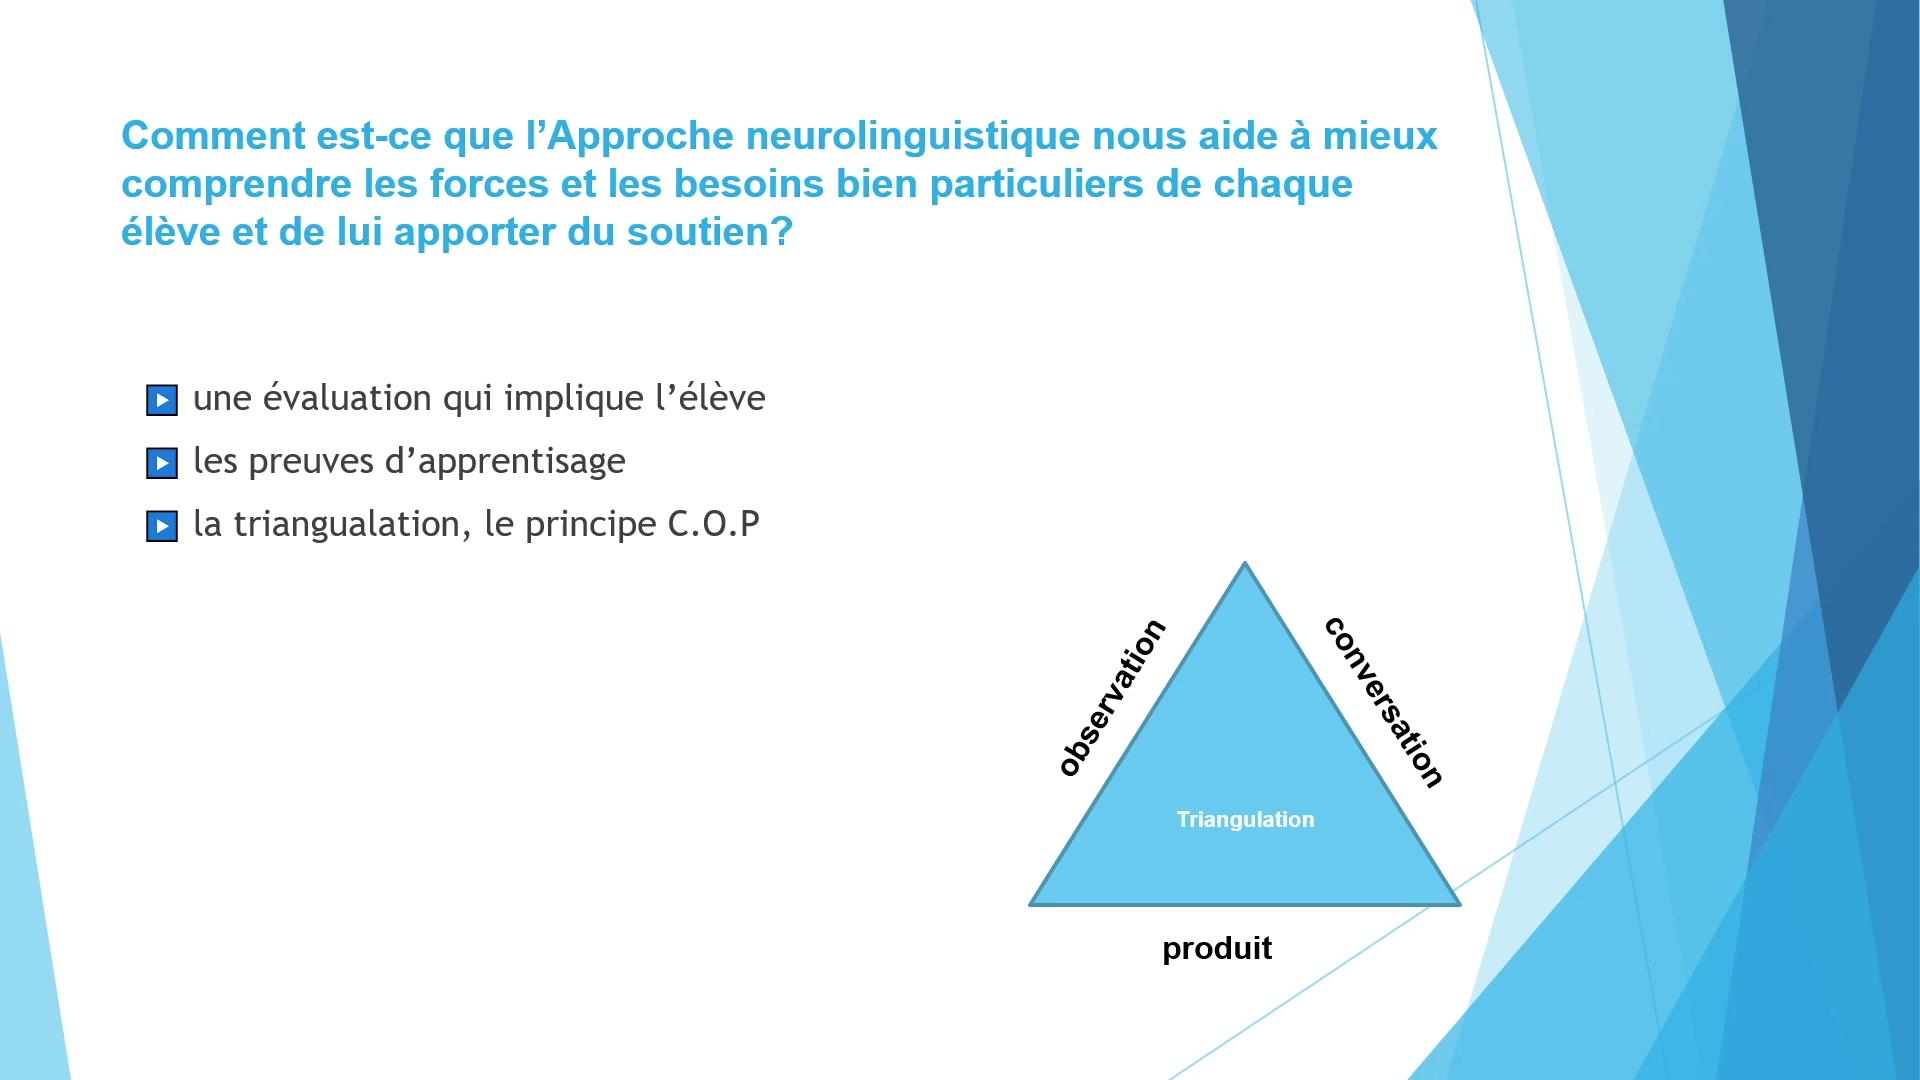 Comment est-ce que l’Approche neurolinguistique nous aide à mieux
comprendre les forces et les besoins bien particuliers de chaque
élève et de lui apporter du soutien?
une évaluation qui implique l’élève
les preuves d’apprentisage
la triangualation, le principe C.O.P
observation
conversation
Triangulation
produit